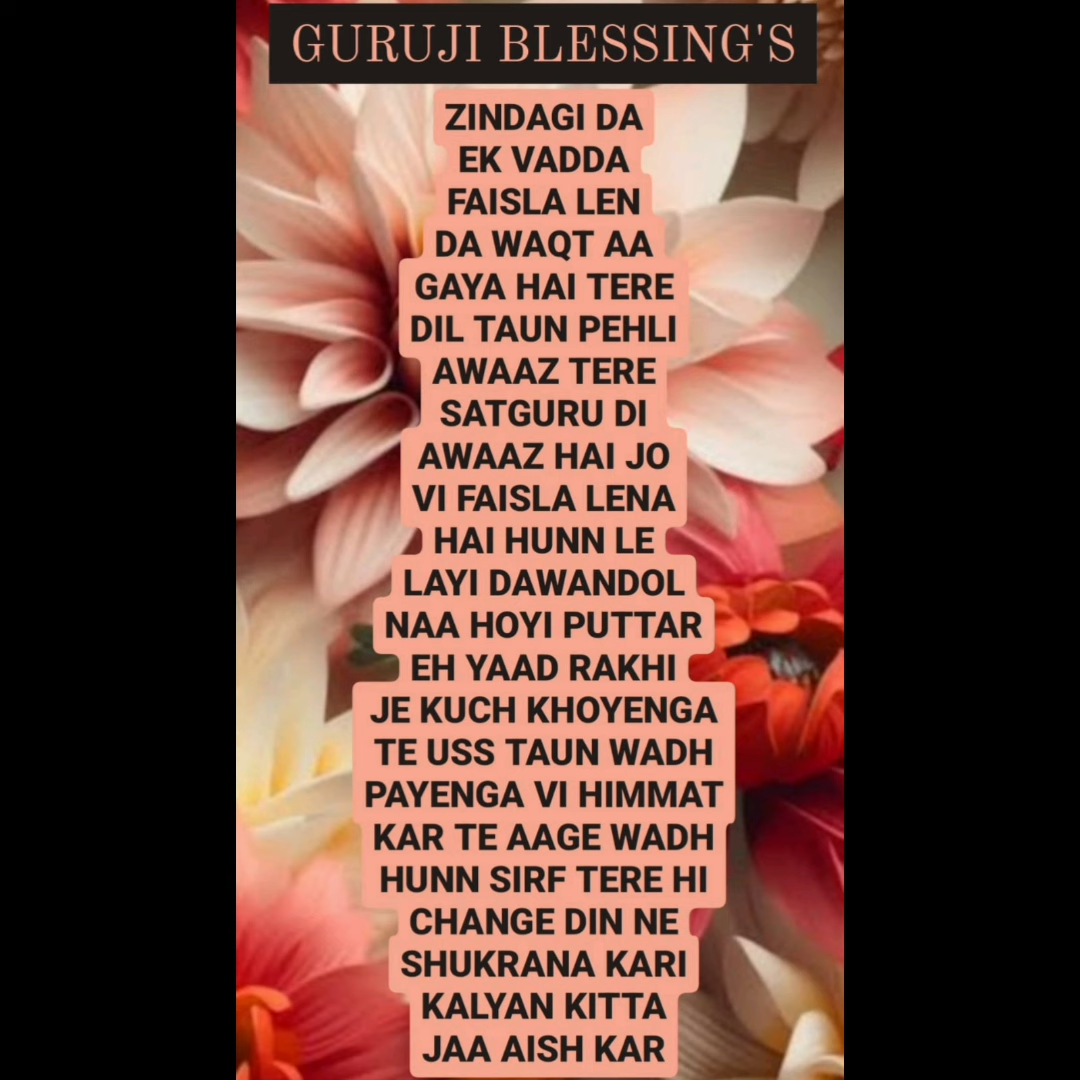 GURUJI BLESSING'S
ZINDAGI DA
EK VADDA
FAISLA LEN
DA WAQT AA
GAYA HAI TERE
DIL TAUN PEHLI
AWAAZ TERE
SATGURU DI
AWAAZ HAI JO
VI FAISLA LENA
HAI HUNN LE
LAYI DAWANDOL
NAA HOYI PUTTAR
EH YAAD RAKHI
JE KUCH KHOYENGA
TE USS TAUN WADH
PAYENGA VI HIMMAT
KAR TE AAGE WADH
HUNN SIRF TERE HI
CHANGE DIN NE
SHUKRANA KARI
KALYAN KITTA
JAA AISH KAR